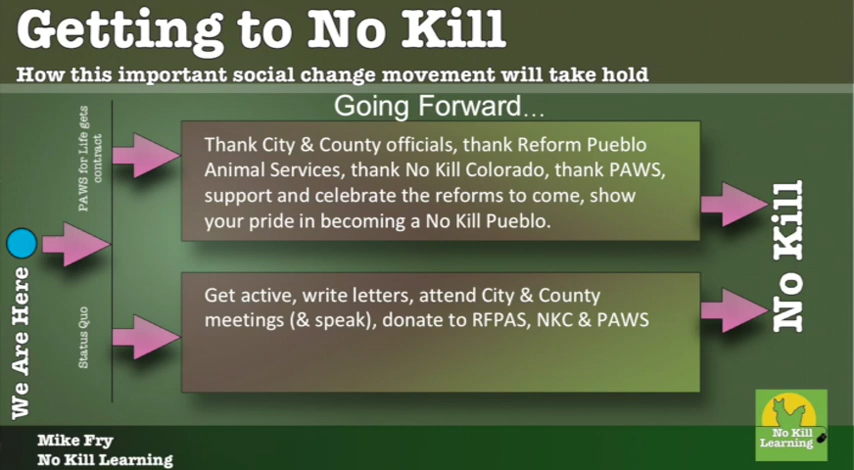 Getting to No Kill
How this important social change movement will take hold
Going Forward...
PAWS for Life gets
contract
Thank City & County officials, thank Reform Pueblo
Animal Services, thank No Kill Colorado, thank PAWS,
support and celebrate the reforms to come, show
your pride in becoming a No Kill Pueblo.
We Are Here
No Kill
Status Quo
Get active, write letters, attend City & County
meetings (& speak), donate to RFPAS, NKC & PAWS
Mike Fry
No Kill Learning
No Kill
Learning